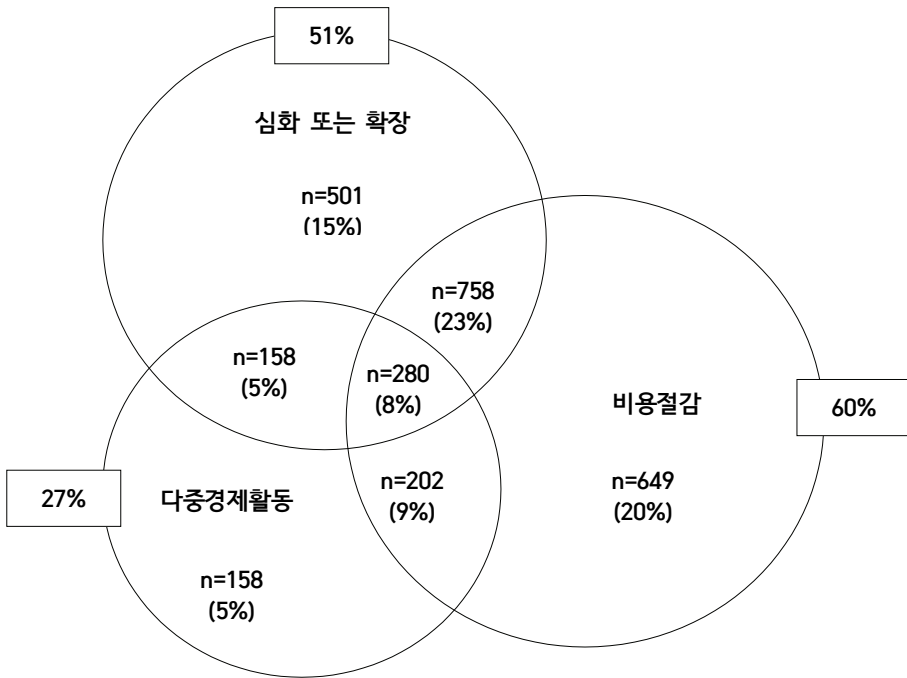 51%
심화 또는 확장
n=501
(15%)
n=758
(23%)
n=158
(5%)
n=280
(8%)
비용절감
60%
27%
다중경제활동
n=202
(9%)
n=649
(20%)
n=158
(5%)